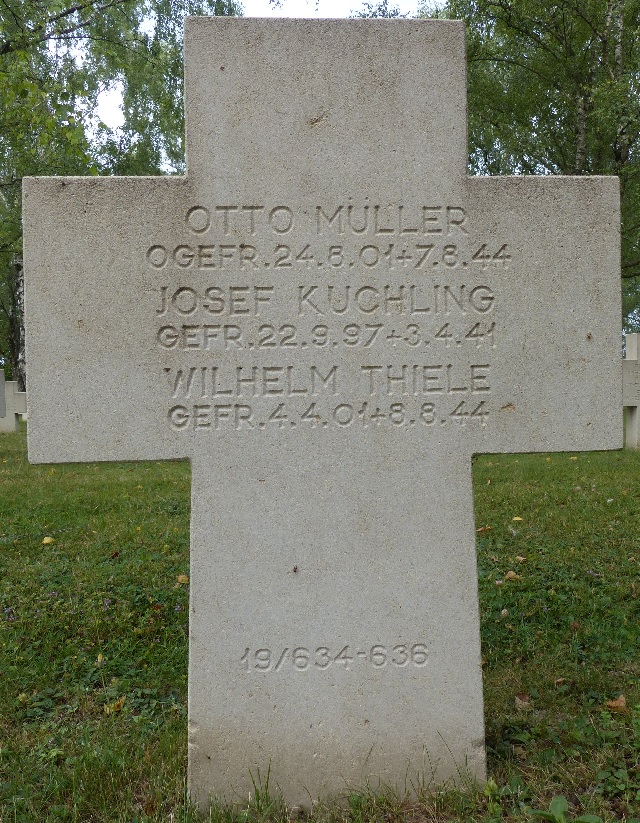 OTTO MÜLLER
OGEFR.24.8.01+7.8.44
JOSEF KUCHLING
GEFR.22.9.97+3.4.41
WILHELM THIELE
GEFR.4.4.01+8.8.44
19/634-636